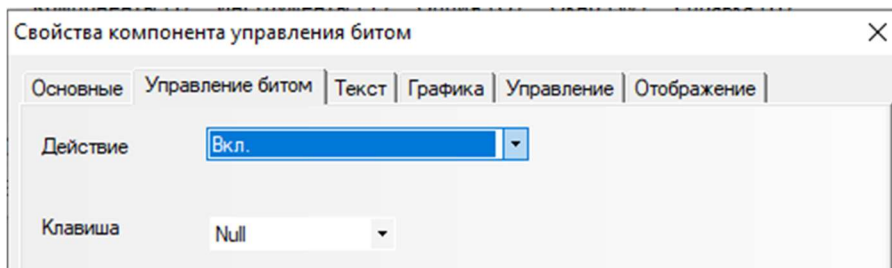 Свойства компонента управления битом
Основные Управление битом Текст Графика Управление Отображение
Действие Вкл.
Клавиша Null